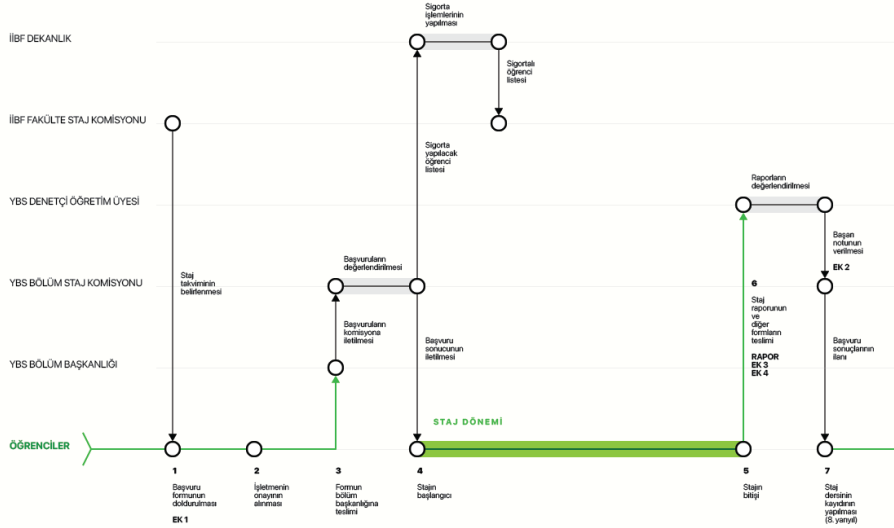 Sigorta
işlemlerinin
yapılması
İİBF DEKANLIK
Sigortalı
öğrenci
listesi
İİBF FAKÜLTE STAJ KOMİSYONU
Sigorta
yapılacak
öğrenci
listesi
Raporların
değerlendirilmesi
YBS DENETÇİ ÖĞRETİM ÜYESİ
Başarı
notunun
verilmesi
EK 2
Başvuruların
değerlendirilmesi
YBS BÖLÜM STAJ KOMİSYONU
Staj
takviminin
belirlenmesi
6
Staj
raporunun
ve
diğer
formların
teslimi
RAPOR
EK 3
EK 4
Başvuruların
komisyona
iletilmesi
Başvuru
sonucunun
iletilmesi
Başvuru
sonuçlarının
ilanı
YBS BÖLÜM BAŞKANLIĞI
STAJ DÖNEMİ
ÖĞRENCİLER
1
Başvuru
formunun
doldurulması
EK 1
2
İşletmenin
onayının
alınması
3
Formun
bölüm
başkanlığına
teslimi
4
Stajın
başlangıcı
5
Stajın
bitişi
7
Staj
dersinin
kaydının
yapılması
(8. yarıyıl)